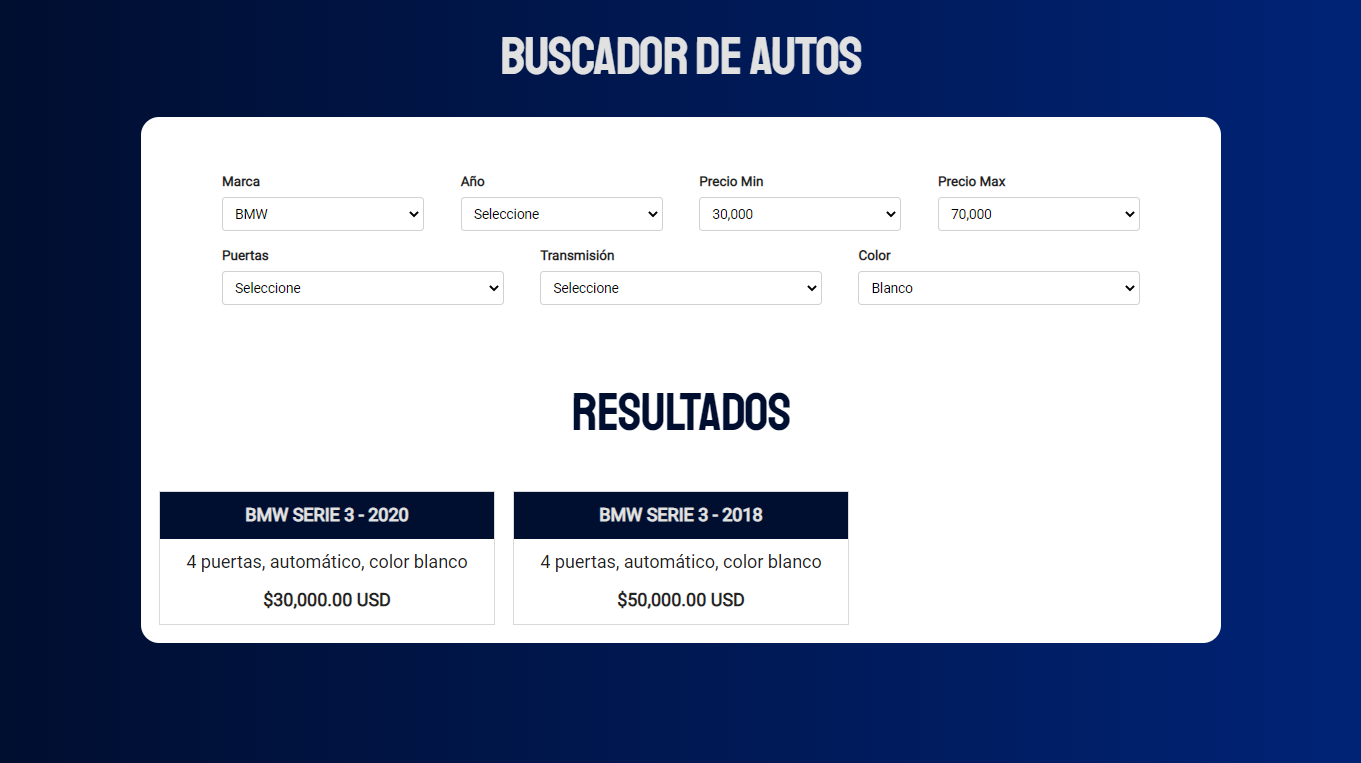 BUSCADOR DE AUTOS
Marca Año Precio Min Precio Max
BMW Seleccione 30,000 70,000
Puertas Transmisión Color
Seleccione Seleccione Blanco
RESULTADOS
BMW SERIE 3 - 2020
4 puertas, automático, color blanco
$30,000.00 USD
BMW SERIE 3 - 2018
4 puertas, automático, color blanco
$50,000.00 USD